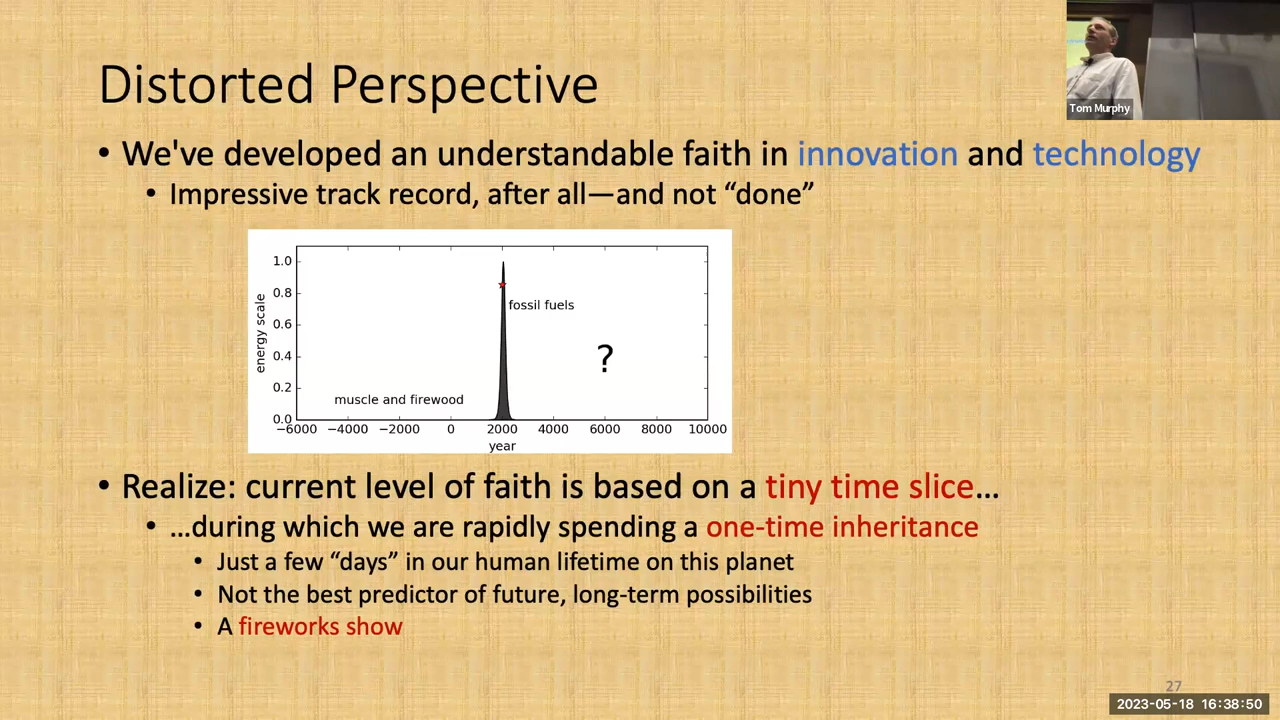 Tom Murphy
Distorted Perspective
• We've developed an understandable faith in innovation and technology
• Impressive track record, after all—and not “done”
1.0
0.8
0.6
0.4
0.2
0.0
energy scale
fossil fuels
?
muscle and firewood
−6000 −4000 −2000 0 2000 4000 6000 8000 10000
year
• Realize: current level of faith is based on a tiny time slice…
• …during which we are rapidly spending a one-time inheritance
• Just a few “days” in our human lifetime on this planet
• Not the best predictor of future, long-term possibilities
• A fireworks show
27
2023-05-18 16:38:50